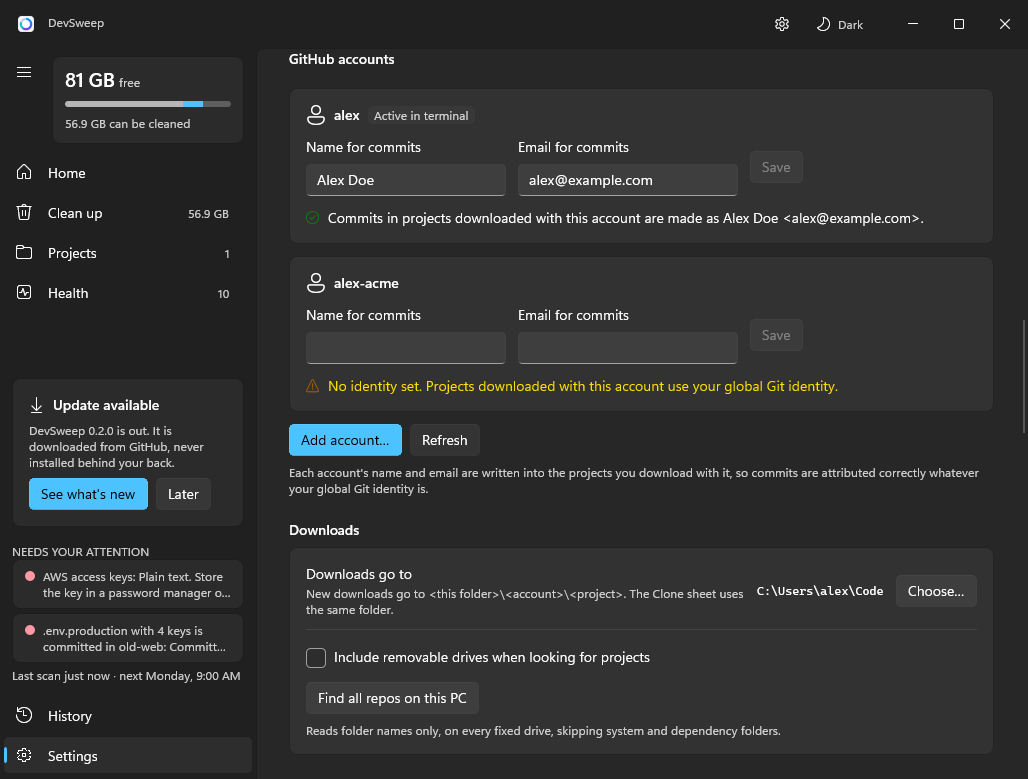 DevSweep
Dark
81 GB free
56.9 GB can be cleaned
Home
Clean up 56.9 GB
Projects 1
Health 10
Update available
DevSweep 0.2.0 is out. It is
downloaded from GitHub, never
installed behind your back.
See what's new Later
NEEDS YOUR ATTENTION
AWS access keys: Plain text. Store
the key in a password manager o...
.env.production with 4 keys is
committed in old-web: Committ...
Last scan just now · next Monday, 9:00 AM
History
Settings
GitHub accounts
alex Active in terminal
Name for commits Email for commits
Alex Doe alex@example.com Save
Commits in projects downloaded with this account are made as Alex Doe <alex@example.com>.
alex-acme
Name for commits Email for commits
Save
No identity set. Projects downloaded with this account use your global Git identity.
Add account... Refresh
Each account's name and email are written into the projects you download with it, so commits are attributed correctly whatever
your global Git identity is.
Downloads
Downloads go to
New downloads go to <this folder>\<account>\<project>. The Clone sheet uses
the same folder.
C:\Users\alex\Code Choose...
Include removable drives when looking for projects
Find all repos on this PC
Reads folder names only, on every fixed drive, skipping system and dependency folders.